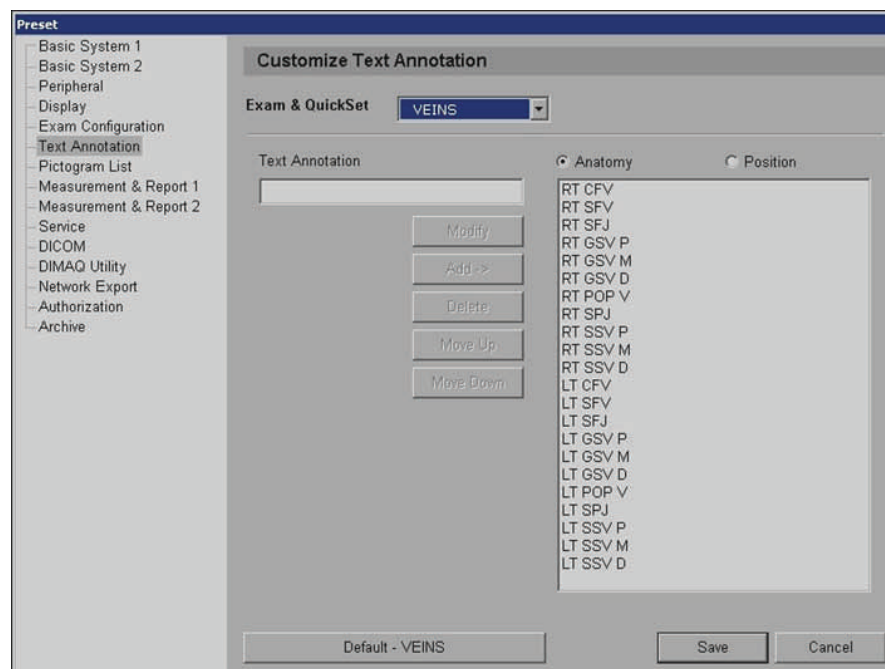 Preset
Basic System 1
Basic System 2
Peripheral
Display
Exam Configuration
Text Annotation
Pictogram List
Measurement & Report 1
Measurement & Report 2
Service
DICOM
DIMAQ Utility
Network Export
Authorization
Archive
Customize Text Annotation
Exam & QuickSet VEINS
Text Annotation
Modify
Add ->
Delete
Move Up
Move Down
Anatomy Position
RT CFV
RT SFV
RT SFJ
RT GSV P
RT GSV M
RT GSV D
RT POP V
RT SPJ
RT SSV P
RT SSV M
RT SSV D
LT CFV
LT SFV
LT SFJ
LT GSV P
LT GSV M
LT GSV D
LT POP V
LT SPJ
LT SSV P
LT SSV M
LT SSV D
Default - VEINS Save Cancel